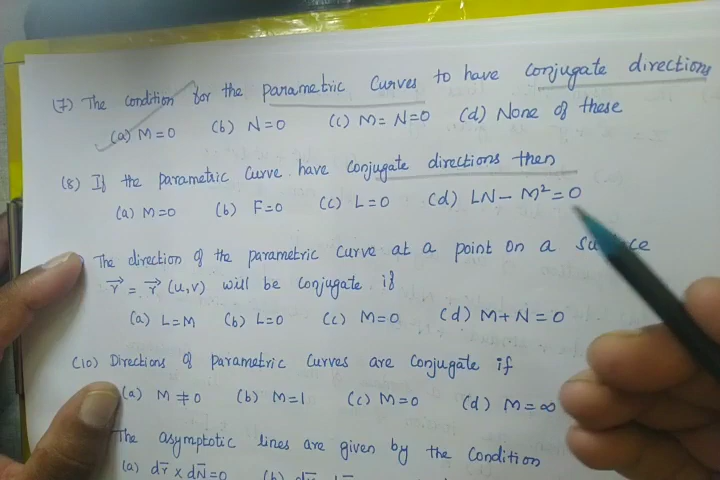 (7) The condition for the parametric Curves to have conjugate directions
(a) M=0 (b) N=0 (c) M=N=0 (d) None of these
(8) If the parametric Curve have conjugate directions then
(a) M=0 (b) F=0 (c) L=0 (d) LN-M²=0
The direction of the parametric Curve at a point on a
r⃗ = r⃗ (u,v) will be conjugate if
(a) L=M (b) L=0 (c) M=0 (d) M+N=0
(10) Directions of parametric Curves are conjugate if
(a) M≠0 (b) M=1 (c) M=0 (d) M=∞
The asymptotic lines are given by the Condition
(a) dr̅ x dN̅=0 (b)